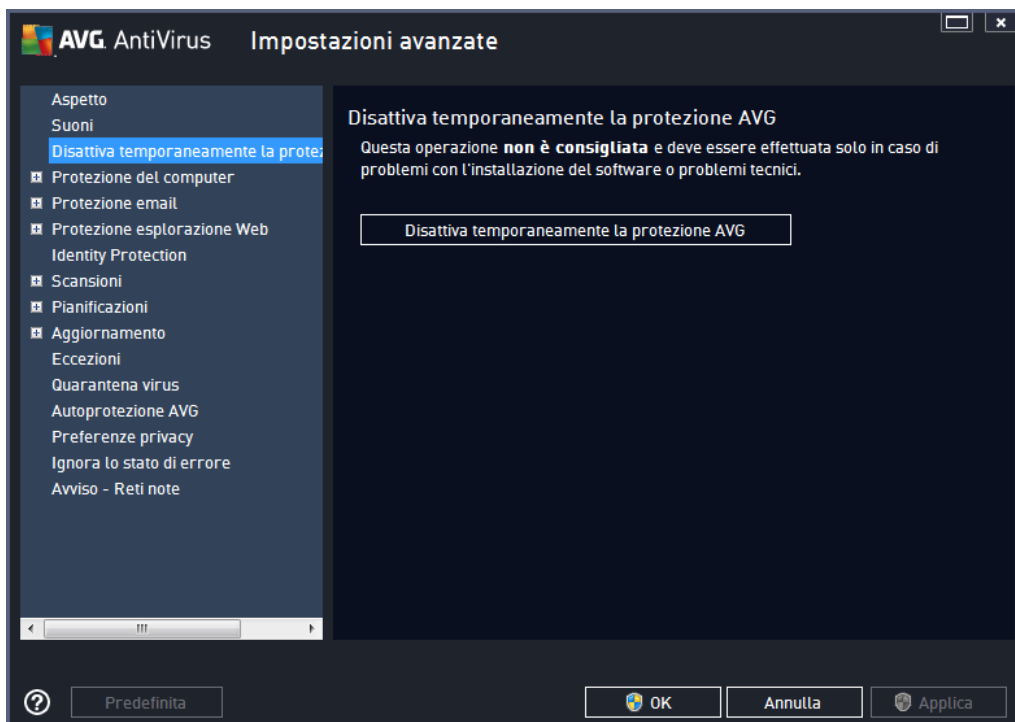 AVG AntiVirus Impostazioni avanzate
Aspetto
Suoni
Disattiva temporaneamente la prote
Protezione del computer
Protezione email
Protezione esplorazione Web
Identity Protection
Scansioni
Pianificazioni
Aggiornamento
Eccezioni
Quarantena virus
Autoprotezione AVG
Preferenze privacy
Ignora lo stato di errore
Avviso - Reti note
Disattiva temporaneamente la protezione AVG
Questa operazione non è consigliata e deve essere effettuata solo in caso di
problemi con l'installazione del software o problemi tecnici.
Disattiva temporaneamente la protezione AVG
Predefinita
OK
Annulla
Applica